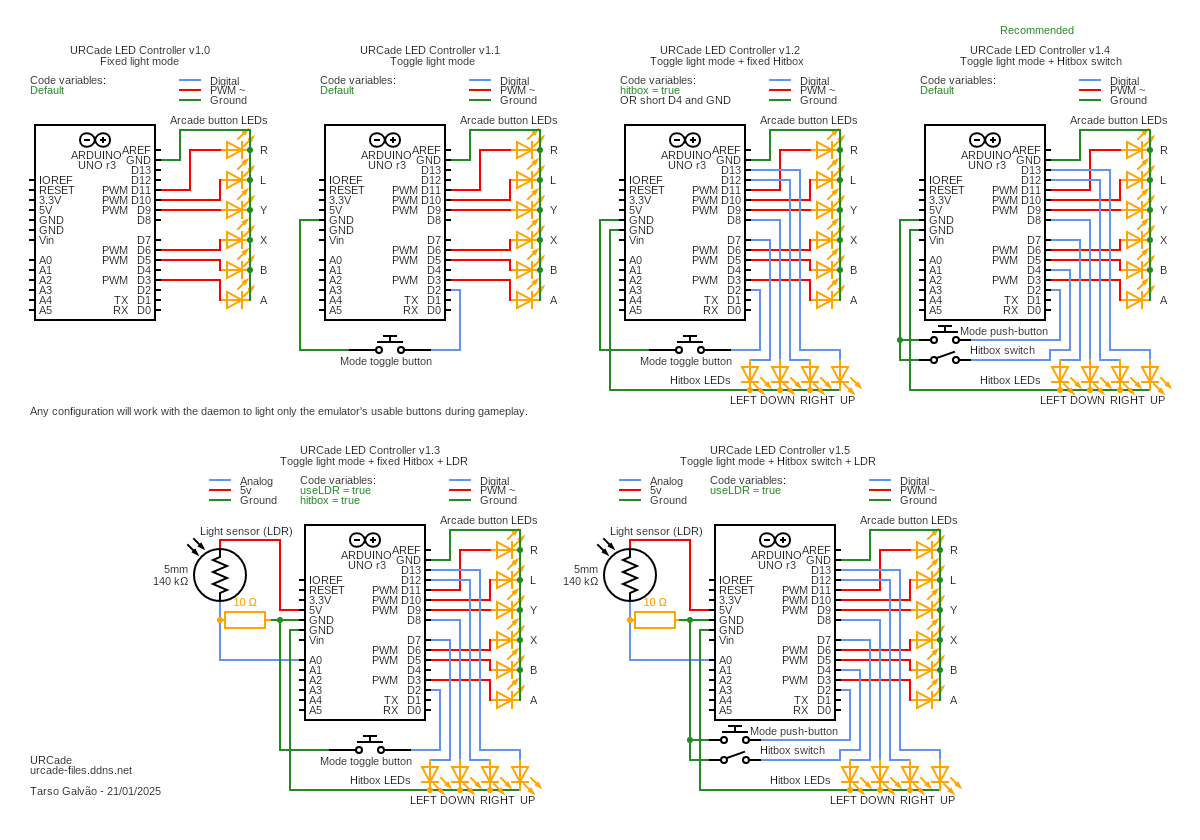 Recommended
URCade LED Controller v1.0
Fixed light mode
Code variables:
Default
Digital
PWM ~
Ground
Arcade button LEDs
ARDUINO
UNO r3
AREF
GND
D13
IOREF D12
RESET PWM D11
3.3V PWM D10
5V PWM D9
GND D8
GND
Vin D7
PWM D6
A0 PWM D5
A1 D4
A2 PWM D3
A3 D2
A4 TX D1
A5 RX D0
R
L
Y
X
B
A
URCade LED Controller v1.1
Toggle light mode
Code variables:
Default
Digital
PWM ~
Ground
Arcade button LEDs
ARDUINO
UNO r3
AREF
GND
D13
IOREF D12
RESET PWM D11
3.3V PWM D10
5V PWM D9
GND D8
GND
Vin D7
PWM D6
A0 PWM D5
A1 D4
A2 PWM D3
A3 D2
A4 TX D1
A5 RX D0
R
L
Y
X
B
A
Mode toggle button
URCade LED Controller v1.2
Toggle light mode + fixed Hitbox
Code variables:
hitbox = true
OR short D4 and GND
Digital
PWM ~
Ground
Arcade button LEDs
ARDUINO
UNO r3
AREF
GND
D13
IOREF D12
RESET PWM D11
3.3V PWM D10
5V PWM D9
GND D8
GND
Vin D7
PWM D6
A0 PWM D5
A1 D4
A2 PWM D3
A3 D2
A4 TX D1
A5 RX D0
R
L
Y
X
B
A
Mode toggle button
Hitbox LEDs
LEFT DOWN RIGHT UP
URCade LED Controller v1.4
Toggle light mode + Hitbox switch
Code variables:
Default
Digital
PWM ~
Ground
Arcade button LEDs
ARDUINO
UNO r3
AREF
GND
D13
IOREF D12
RESET PWM D11
3.3V PWM D10
5V PWM D9
GND D8
GND
Vin D7
PWM D6
A0 PWM D5
A1 D4
A2 PWM D3
A3 D2
A4 TX D1
A5 RX D0
R
L
Y
X
B
A
Mode push-button
Hitbox switch
Hitbox LEDs
LEFT DOWN RIGHT UP
Any configuration will work with the daemon to light only the emulator's usable buttons during gameplay.
URCade LED Controller v1.3
Toggle light mode + fixed Hitbox + LDR
Analog
5v
Ground
Code variables:
useLDR = true
hitbox = true
Digital
PWM ~
Ground
Light sensor (LDR)
Arcade button LEDs
5mm
140 kΩ
10 Ω
ARDUINO
UNO r3
AREF
GND
D13
IOREF D12
RESET PWM D11
3.3V PWM D10
5V PWM D9
GND D8
GND
Vin D7
PWM D6
A0 PWM D5
A1 D4
A2 PWM D3
A3 D2
A4 TX D1
A5 RX D0
R
L
Y
X
B
A
Mode toggle button
Hitbox LEDs
LEFT DOWN RIGHT UP
URCade LED Controller v1.5
Toggle light mode + Hitbox switch + LDR
Analog
5v
Ground
Code variables:
useLDR = true
Digital
PWM ~
Ground
Light sensor (LDR)
Arcade button LEDs
5mm
140 kΩ
10 Ω
ARDUINO
UNO r3
AREF
GND
D13
IOREF D12
RESET PWM D11
3.3V PWM D10
5V PWM D9
GND D8
GND
Vin D7
PWM D6
A0 PWM D5
A1 D4
A2 PWM D3
A3 D2
A4 TX D1
A5 RX D0
R
L
Y
X
B
A
Mode push-button
Hitbox switch
Hitbox LEDs
LEFT DOWN RIGHT UP
URCade
urcade-files.ddns.net
Tarso Galvão - 21/01/2025